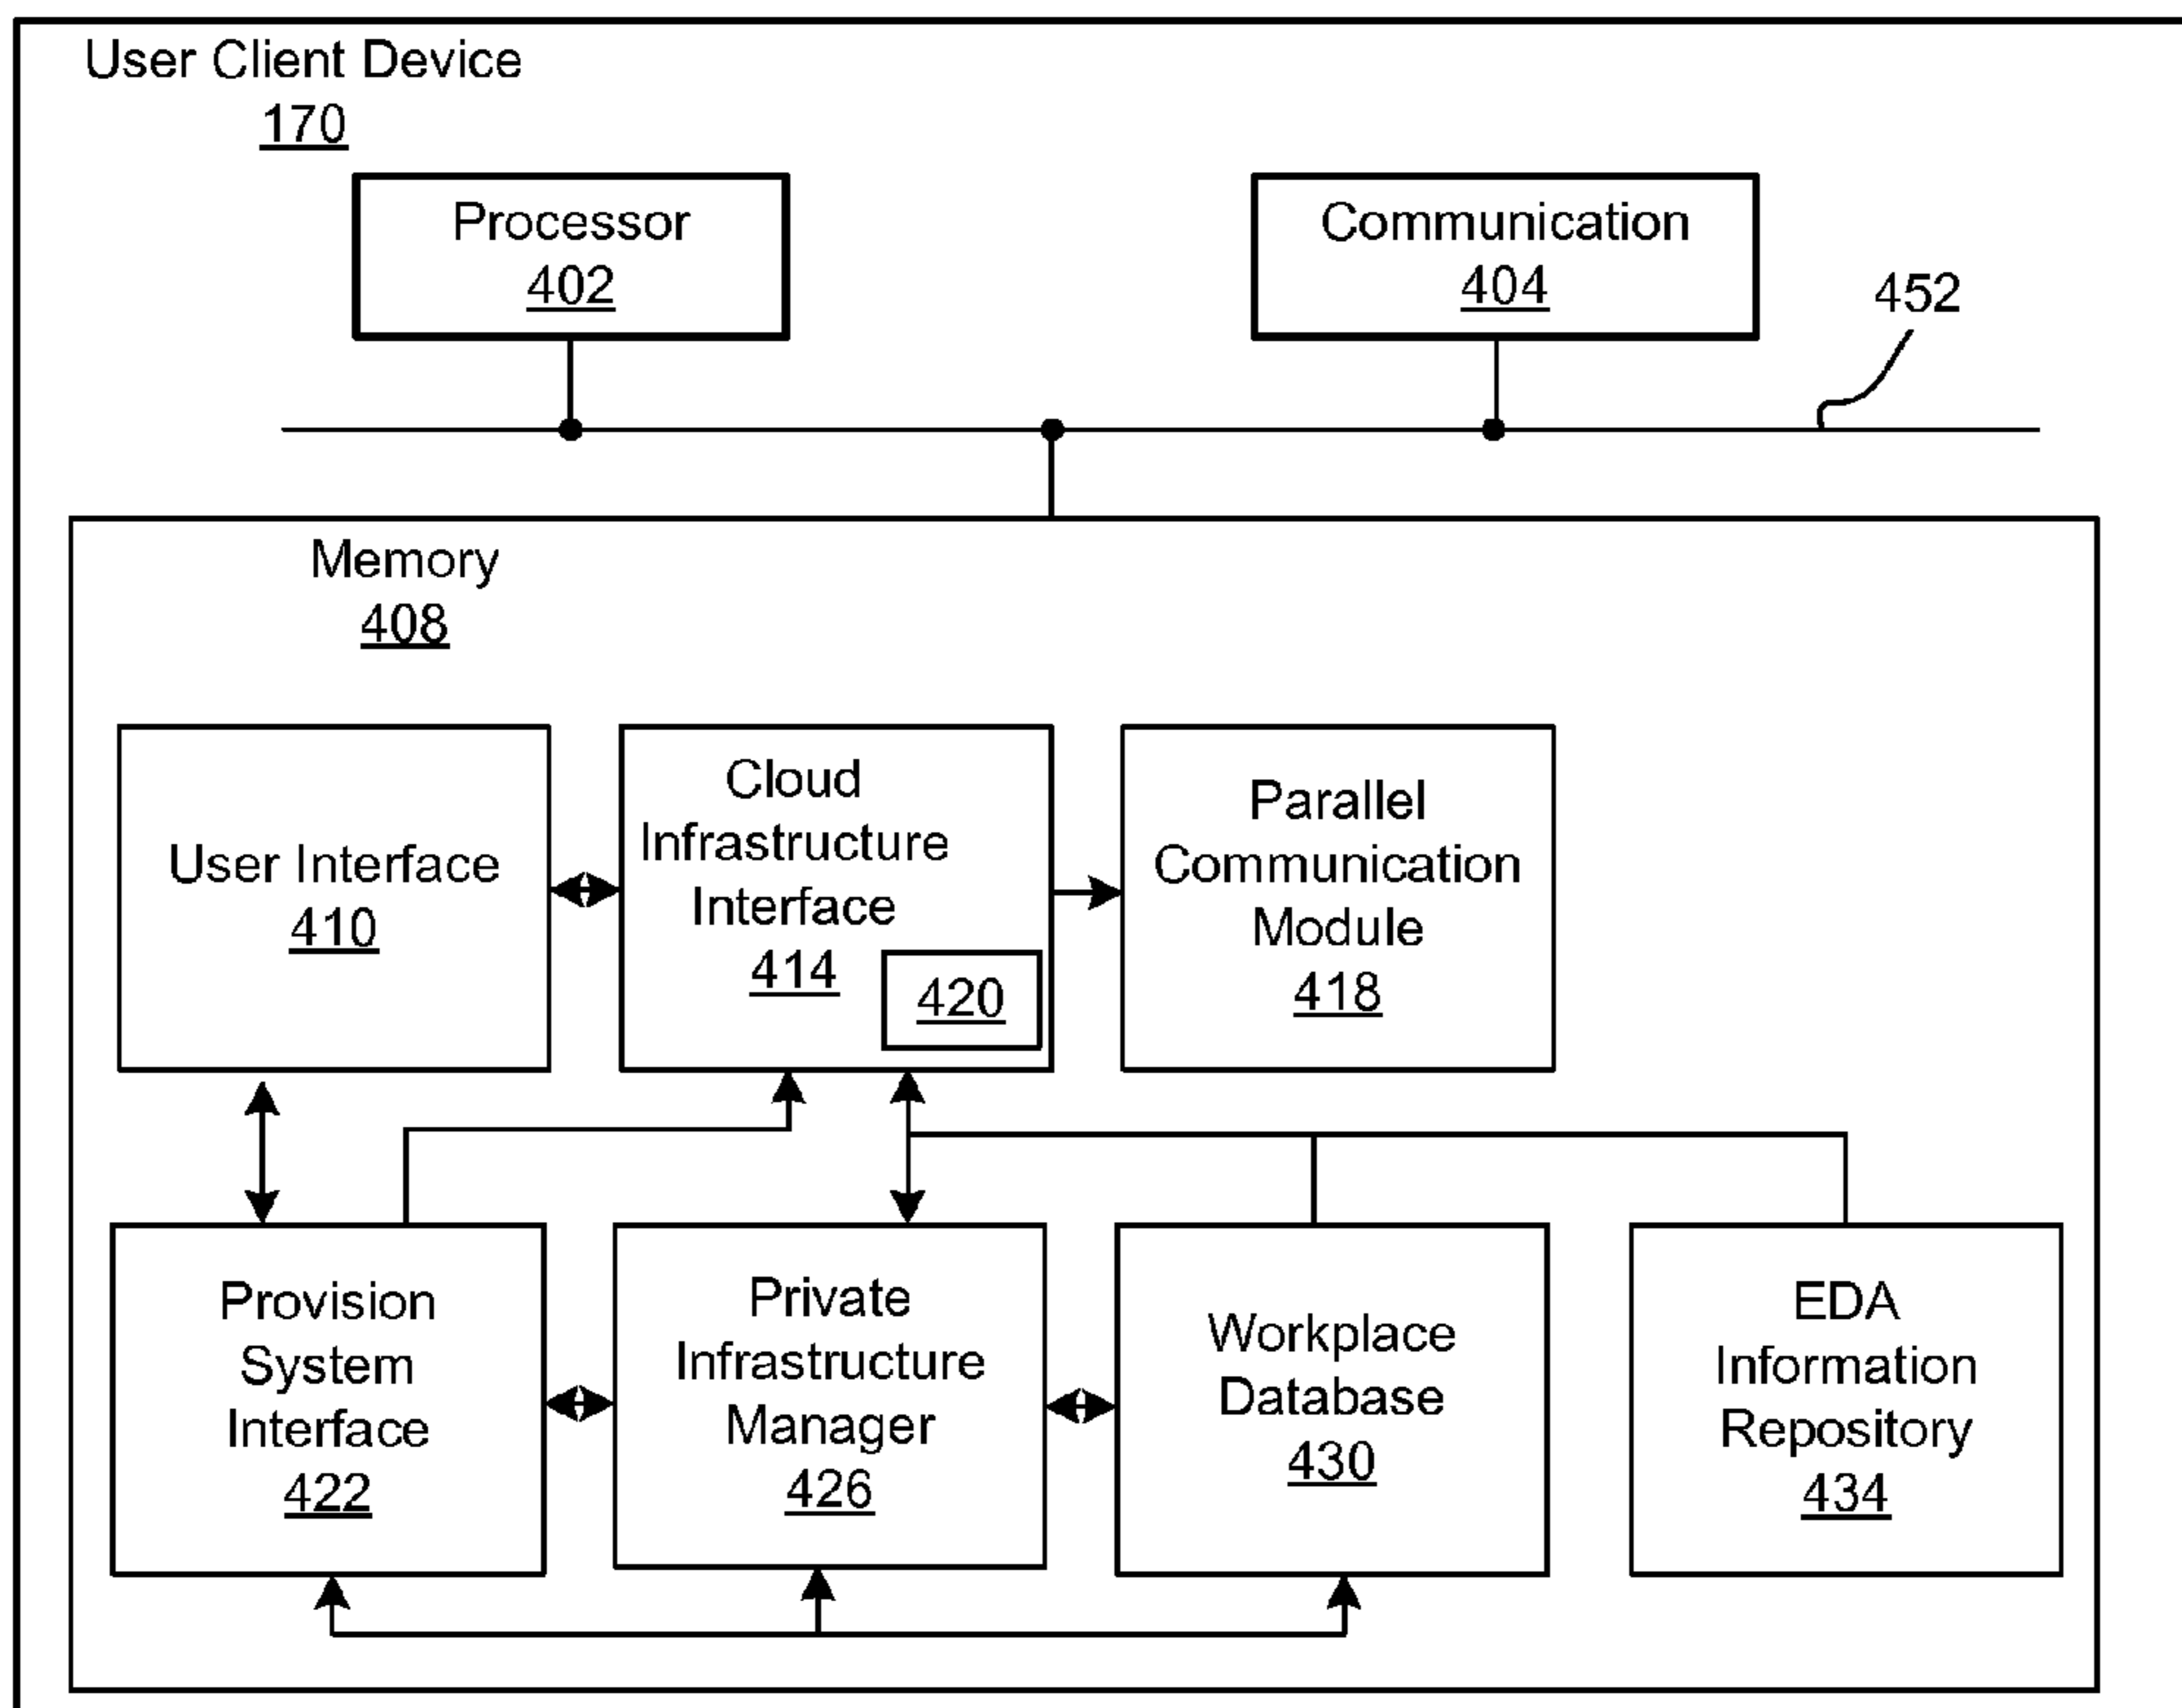 User Client Device
170
Processor
402
Communication
404
452
Memory
408
User Interface
410
Cloud
Infrastructure
Interface
414
420
Parallel
Communication
Module
418
Provision
System
Interface
422
Private
Infrastructure
Manager
426
Workplace
Database
430
EDA
Information
Repository
434